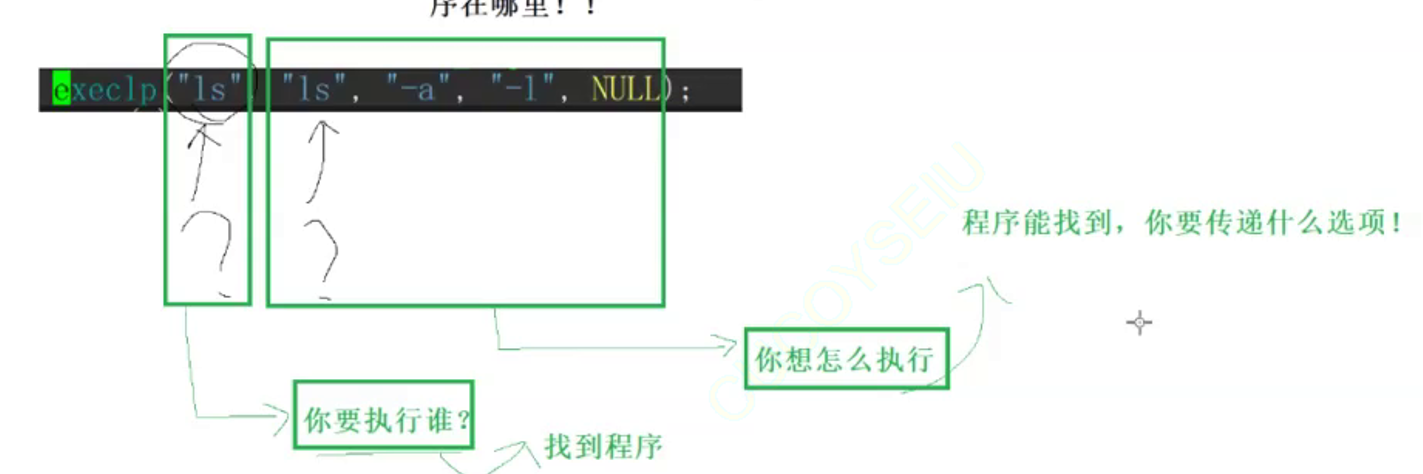 序在哪里！！
execlp("ls", "ls", "-a", "-l", NULL);
程序能找到，你要传递什么选项！
你想怎么执行
你要执行谁？
找到程序
? ?